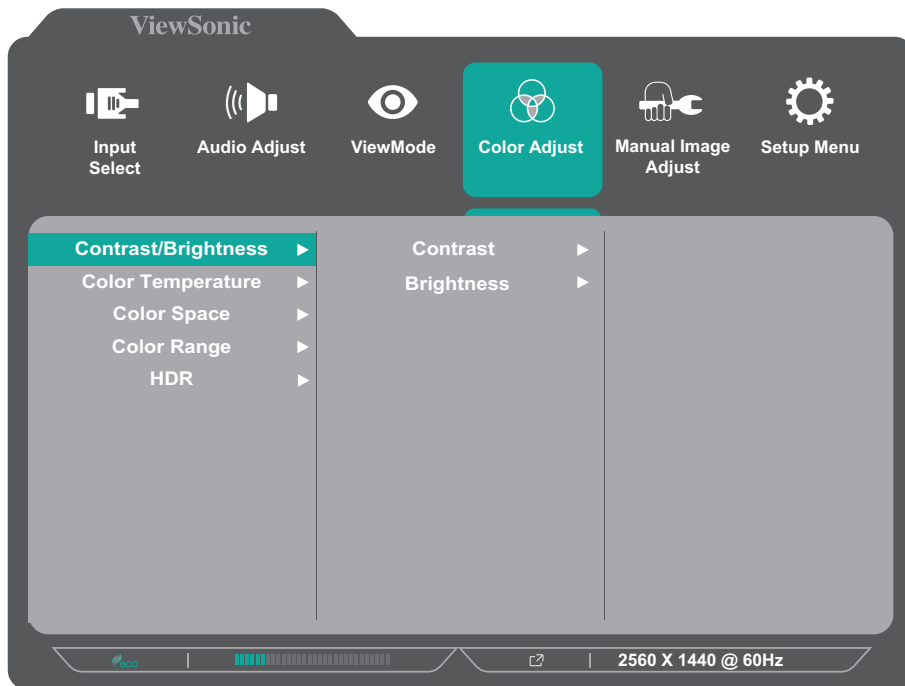 ViewSonic
Input
Select
Audio Adjust
ViewMode
Color Adjust
Manual Image
Adjust
Setup Menu
Contrast/Brightness
Color Temperature
Color Space
Color Range
HDR
Contrast
Brightness
eco
2560 X 1440 @ 60Hz